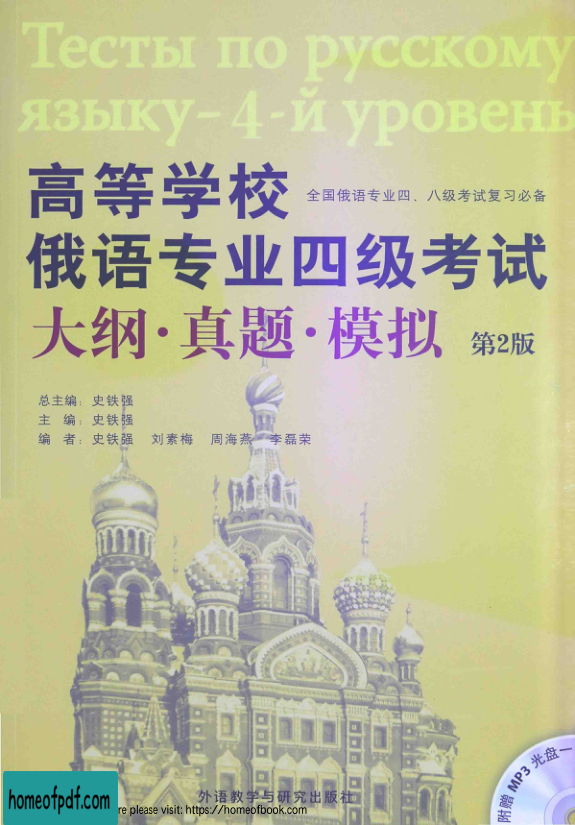 Тесты по русскому
языку-4-й уровень
高等学校
全国俄语专业四、八级考试复习必备
俄语专业四级考试
大纲·真题·模拟 第2版
总主编：史铁强
主 编：史铁强
编 者：史铁强 刘素梅 周海燕 李磊荣
附赠 MP3 光盘一
外语教学与研究出版社
homeofpdf.com
re please visit: https://homeofbook.com